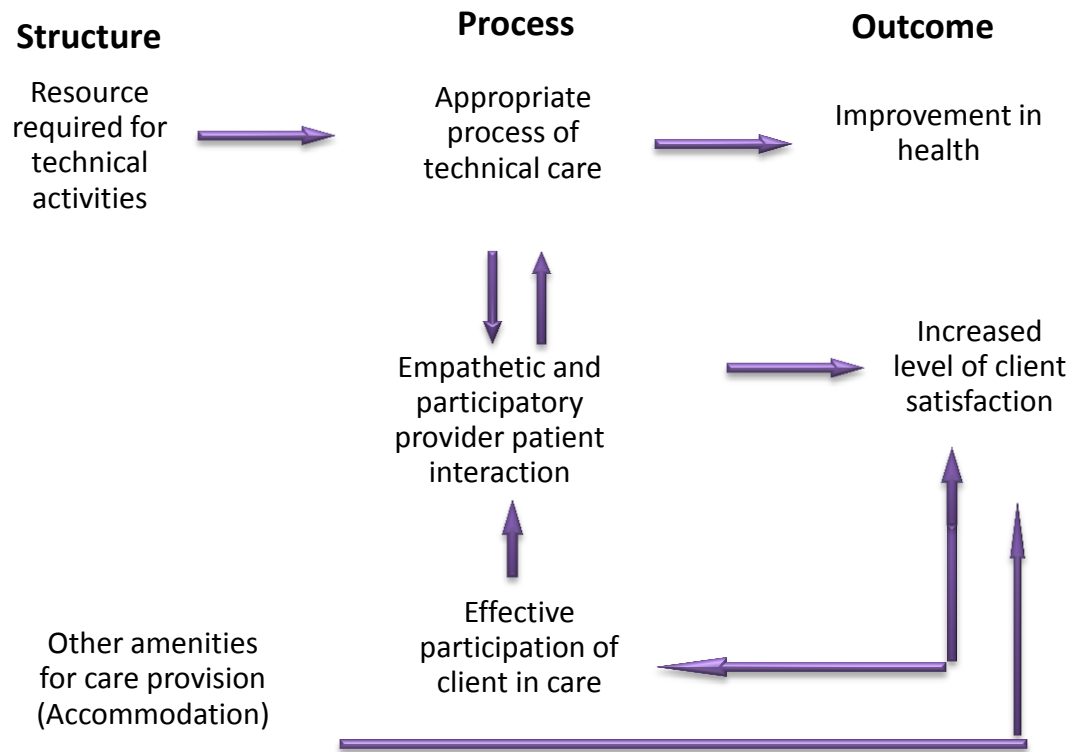 Structure
Process
Outcome
Resource
required for
technical
activities
Appropriate
process of
technical care
Improvement in
health
Empathetic and
participatory
provider patient
interaction
Increased
level of client
satisfaction
Effective
participation of
client in care
Other amenities
for care provision
(Accommodation)